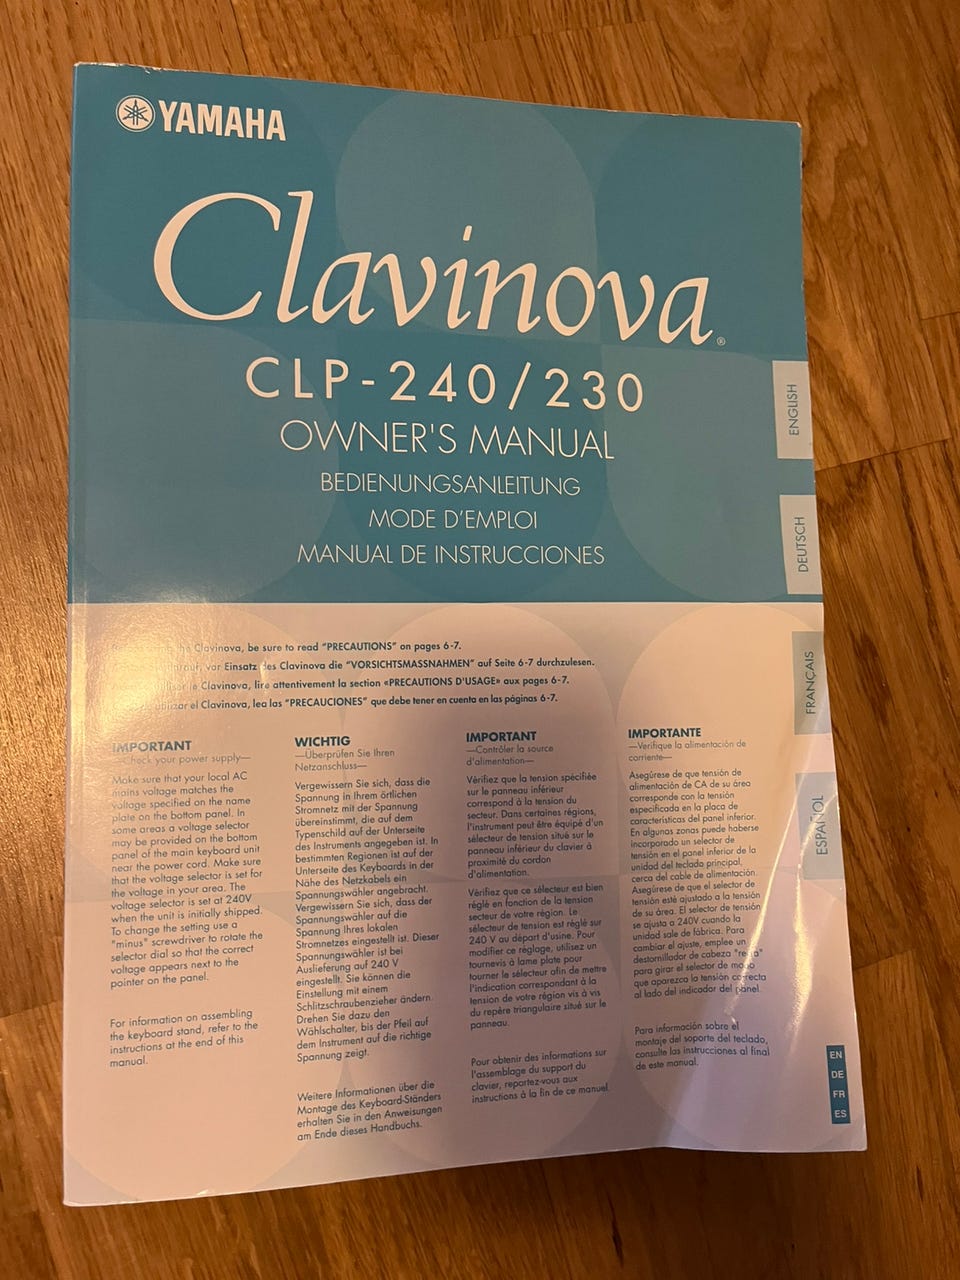 YAMAHA
Clavinova®
CLP-240/230
OWNER'S MANUAL
BEDIENUNGSANLEITUNG
MODE D'EMPLOI
MANUAL DE INSTRUCCIONES
ENGLISH
DEUTSCH
FRANÇAIS
ESPAÑOL
Clavinova, be sure to read "PRECAUTIONS" on pages 6-7.
vor Einsatz des Clavinova die "VORSICHTSMASSNAHMEN" auf Seite 6-7 durchzulesen.
le Clavinova, lire attentivement la section «PRECAUTIONS D'USAGE» aux pages 6-7.
utilizar el Clavinova, lea las "PRECAUCIONES" que debe tener en cuenta en las páginas 6-7.
IMPORTANT
—Check your power supply—
Make sure that your local AC
mains voltage matches the
voltage specified on the name
plate on the bottom panel. In
some areas a voltage selector
may be provided on the bottom
panel of the main keyboard unit
near the power cord. Make sure
that the voltage selector is set for
the voltage in your area. The
voltage selector is set at 240V
when the unit is initially shipped.
To change the setting use a
"minus" screwdriver to rotate the
selector dial so that the correct
voltage appears next to the
pointer on the panel.
For information on assembling
the keyboard stand, refer to the
instructions at the end of this
manual.
WICHTIG
—Überprüfen Sie Ihren
Netzanschluss—
Vergewissern Sie sich, dass die
Spannung in Ihrem örtlichen
Stromnetz mit der Spannung
übereinstimmt, die auf dem
Typenschild auf der Unterseite
des Instruments angegeben ist. In
bestimmten Regionen ist auf der
Unterseite des Keyboards in der
Nähe des Netzkabels ein
Spannungswähler angebracht.
Vergewissern Sie sich, dass der
Spannungswähler auf die
Spannung Ihres lokalen
Stromnetzes eingestellt ist. Dieser
Spannungswähler ist bei
Auslieferung auf 240 V
eingestellt. Sie können die
Einstellung mit einem
Schlitzschraubenzieher ändern.
Drehen Sie dazu den
Wählschalter, bis der Pfeil auf
dem Instrument auf die richtige
Spannung zeigt.
Weitere Informationen über die
Montage des Keyboard-Ständers
erhalten Sie in den Anweisungen
am Ende dieses Handbuchs.
IMPORTANT
—Contrôler la source
d'alimentation—
Vérifiez que la tension spécifiée
sur le panneau inférieur
correspond à la tension du
secteur. Dans certaines régions,
l'instrument peut être équipé d'un
sélecteur de tension situé sur le
panneau inférieur du clavier à
proximité du cordon
d'alimentation.
Vérifiez que ce sélecteur est bien
réglé en fonction de la tension
secteur de votre région. Le
sélecteur de tension est réglé sur
240 V au départ d'usine. Pour
modifier ce réglage, utilisez un
tournevis à lame plate pour
tourner le sélecteur afin de mettre
l'indication correspondant à la
tension de votre région vis à vis
du repère triangulaire situé sur le
panneau.
Pour obtenir des informations sur
l'assemblage du support du
clavier, reportez-vous aux
instructions à la fin de ce manuel.
IMPORTANTE
—Verifique la alimentación de
corriente—
Asegúrese de que tensión de
alimentación de CA de su área
corresponde con la tensión
especificada en la placa de
características del panel inferior.
En algunas zonas puede haberse
incorporado un selector de
tensión en el panel inferior de la
unidad del teclado principal,
cerca del cable de alimentación.
Asegúrese de que el selector de
tensión esté ajustado a la tensión
de su área. El selector de tensión
se ajusta a 240V cuando la
unidad sale de fábrica. Para
cambiar el ajuste, emplee un
destornillador de cabeza
para girar el selector de modo
que aparezca la tensión correcta
al lado del indicador del panel.
Para información sobre el
montaje del soporte del teclado,
consulte las instrucciones al final
de este manual.
EN
DE
FR
ES